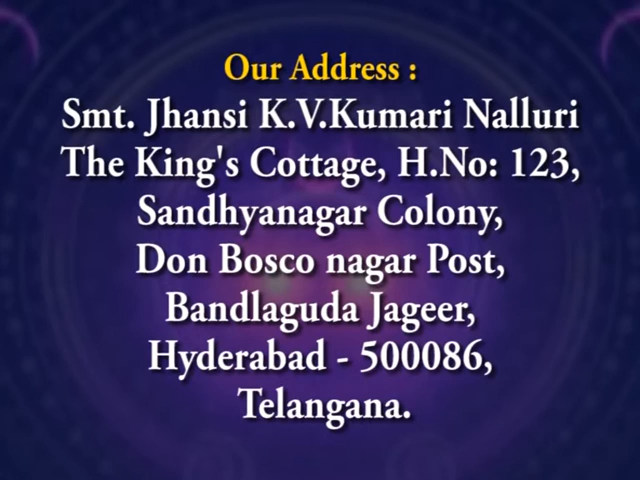 Our Address :
Smt. Jhansi K.V.Kumari Nalluri
The King's Cottage, H.No: 123,
Sandhyanagar Colony,
Don Bosco nagar Post,
Bandlaguda Jageer,
Hyderabad - 500086,
Telangana.